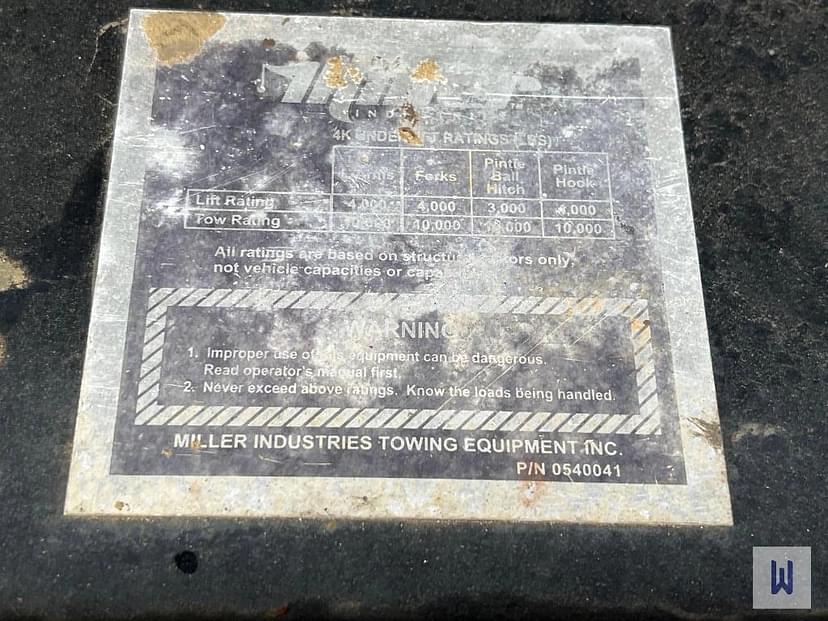 Miller
INDUSTRIES
4K UNDERLIFT RATINGS (LBS)
Forks
Pintle Ball Hitch
Pintle Hook
Lift Rating 4,000 4,000 3,000
Tow Rating 10,000 10,000 10,000
All ratings are based on structural factors only,
not vehicle capacities or
WARNING
1. Improper use of this equipment can be dangerous.
Read operator's manual first.
2. Never exceed above ratings. Know the loads being handled.
MILLER INDUSTRIES TOWING EQUIPMENT INC.
P/N 0540041
W